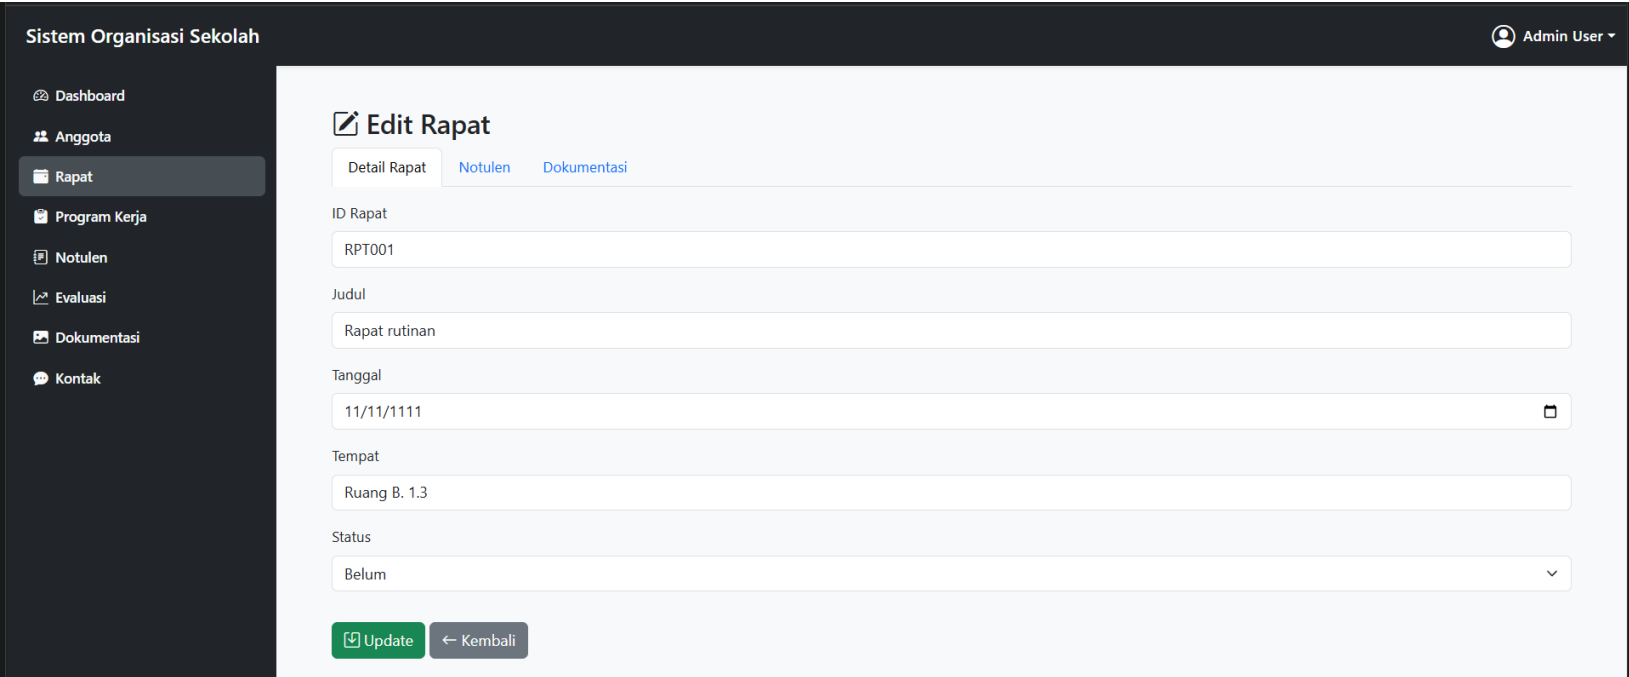 Sistem Organisasi Sekolah
Admin User
Dashboard
Anggota
Rapat
Program Kerja
Notulen
Evaluasi
Dokumentasi
Kontak
Edit Rapat
Detail Rapat Notulen Dokumentasi
ID Rapat
RPT001
Judul
Rapat rutinan
Tanggal
11/11/1111
Tempat
Ruang B. 1.3
Status
Belum
Update ← Kembali